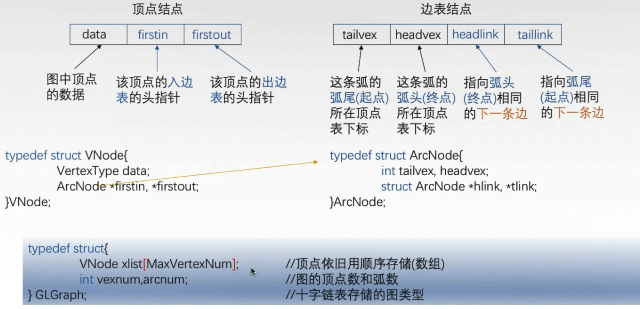 顶点结点
边表结点
data firstin firstout
tailvex headvex headlink taillink
图中顶点
的数据
该顶点的入边
表的头指针
该顶点的出边
表的头指针
这条弧的
弧尾(起点)
所在顶点
表下标
这条弧的
弧头(终点)
所在顶点
表下标
指向弧头
(终点)相同
的下一条边
指向弧尾
(起点)相同
的下一条边
typedef struct VNode{
VertexType data;
ArcNode *firstin, *firstout;
}VNode;
typedef struct ArcNode{
int tailvex, headvex;
struct ArcNode *hlink, *tlink;
}ArcNode;
typedef struct{
VNode xlist[MaxVertexNum]; //顶点依旧用顺序存储(数组)
int vexnum,arcnum; //图的顶点数和弧数
} GLGraph; //十字链表存储的图类型